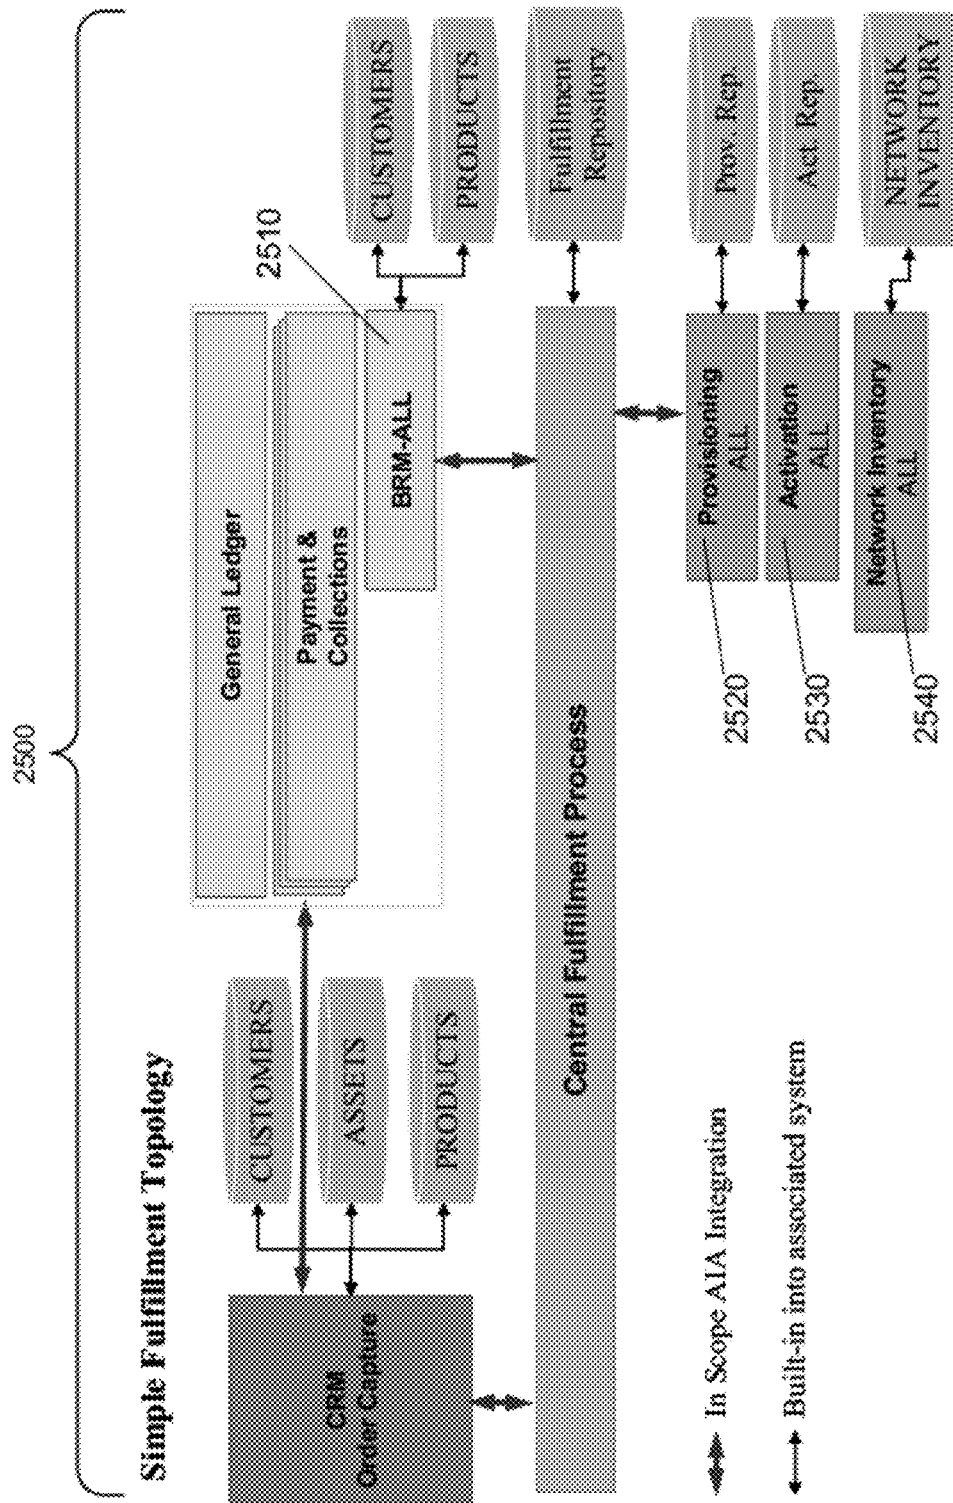 2500
Simple Fulfillment Topology
CRM
Order Capture
CUSTOMERS
ASSETS
PRODUCTS
General Ledger
Payment &
Collections
BRM-ALL
2510
CUSTOMERS
PRODUCTS
Central Fulfillment Process
Fulfillment
Repository
2520
Provisioning
ALL
Prov. Rep.
2530
Activation
ALL
Act. Rep.
2540
Network Inventory
ALL
NETWORK
INVENTORY
In Scope AIA Integration
Built-in into associated system